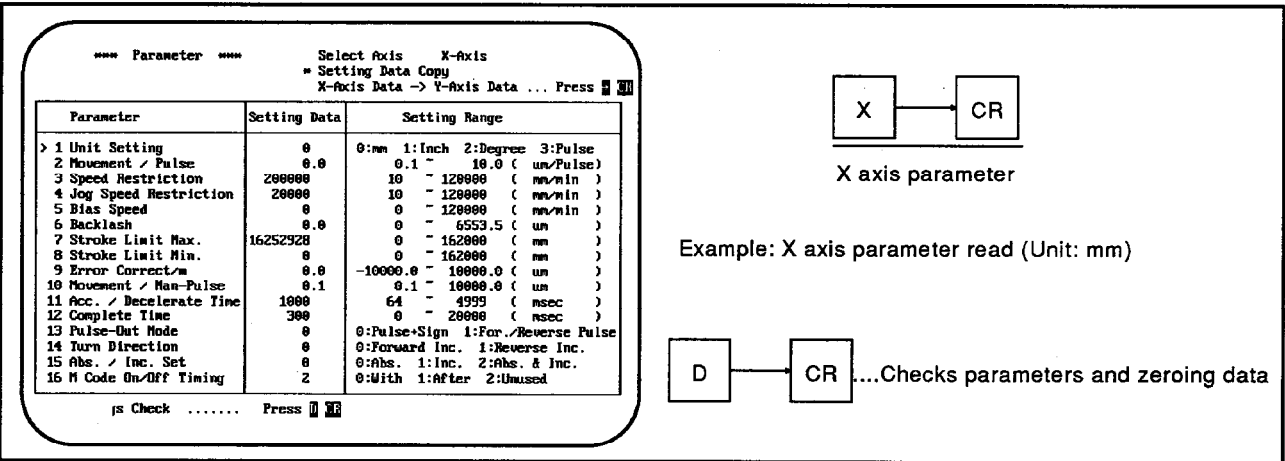 *** Parameter *** Select Axis X-Axis
* Setting Data Copy
X-Axis Data -> Y-Axis Data ... Press CR
Parameter Setting Data Setting Range
> 1 Unit Setting 0 0:mm 1:Inch 2:Degree 3:Pulse
2 Movement / Pulse 0.0 0.1 ~ 10.0 ( um/Pulse)
3 Speed Restriction 200000 10 ~ 120000 ( mm/min )
4 Jog Speed Restriction 20000 10 ~ 120000 ( mm/min )
5 Bias Speed 0 0 ~ 120000 ( mm/min )
6 Backlash 0.0 0 ~ 6553.5 ( um )
7 Stroke Limit Max. 16252928 0 ~ 162000 ( mm )
8 Stroke Limit Min. 0 0 ~ 162000 ( mm )
9 Error Correct/m 0.0 -10000.0 ~ 10000.0 ( um )
10 Movement / Man-Pulse 0.1 0.1 ~ 10000.0 ( um )
11 Acc. / Decelerate Time 1000 64 ~ 4999 ( msec )
12 Complete Time 300 0 ~ 20000 ( msec )
13 Pulse-Out Mode 0 0:Pulse+Sign 1:For./Reverse Pulse
14 Turn Direction 0 0:Forward Inc. 1:Reverse Inc.
15 Abs. / Inc. Set 0 0:Abs. 1:Inc. 2:Abs. & Inc.
16 M Code On/Off Timing 2 0:With 1:After 2:Unused
js Check ....... Press D CR
X CR
X axis parameter
Example: X axis parameter read (Unit: mm)
D CR ....Checks parameters and zeroing data